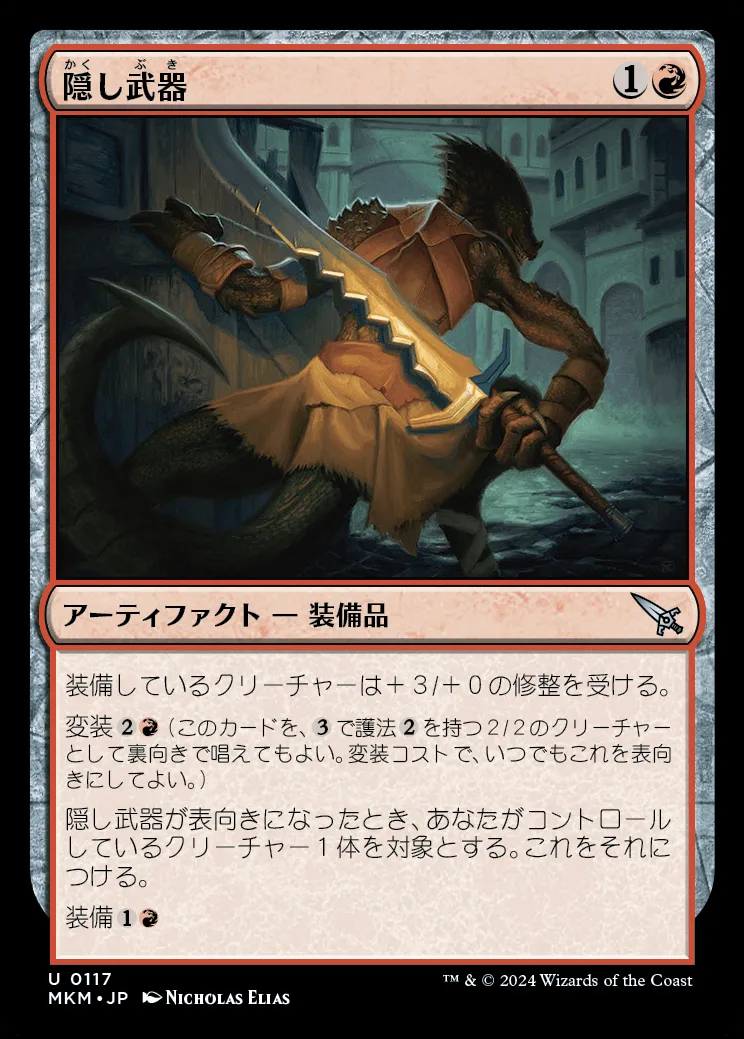 かく ぶき
隠し武器 1
アーティファクト — 装備品
装備しているクリーチャーは＋３/＋０の修整を受ける。
変装 2 （このカードを、3 で護法 2 を持つ２/２のクリーチャー
として裏向きで唱えてもよい。変装コストで、いつでもこれを表向
きにしてよい。）
隠し武器が表向きになったとき、あなたがコントロール
しているクリーチャー１体を対象とする。これをそれに
つける。
装備 1
U 0117
MKM • JP NICHOLAS ELIAS
™ & © 2024 Wizards of the Coast